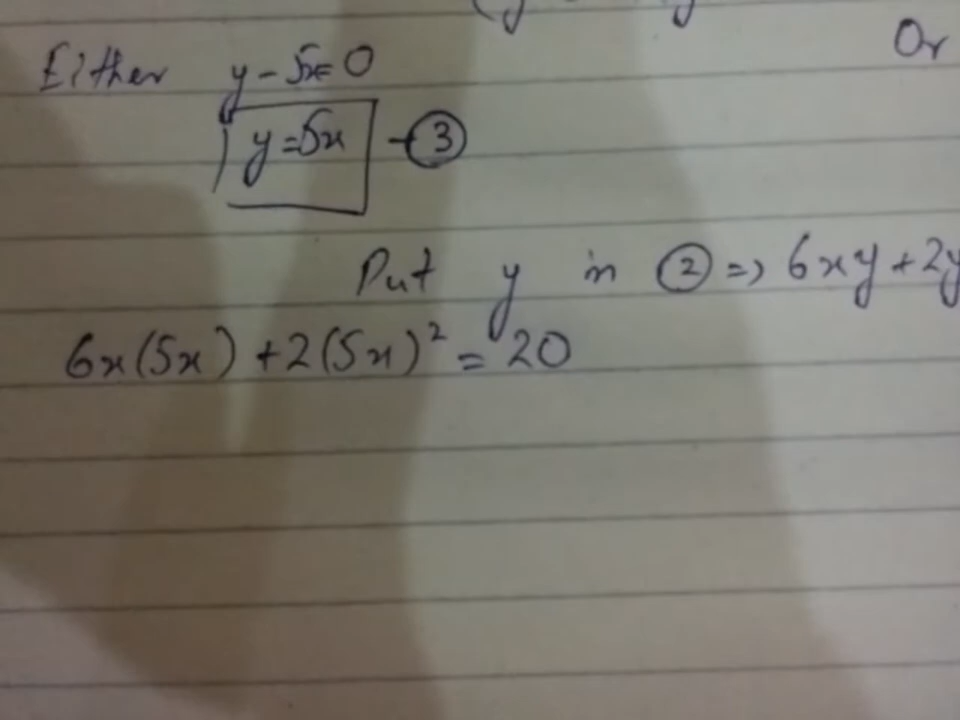 Or
Either y - 5x = 0
y = 5x - ③
Put y in ② => 6xy + 2y
6x(5x) + 2(5x)² = 20